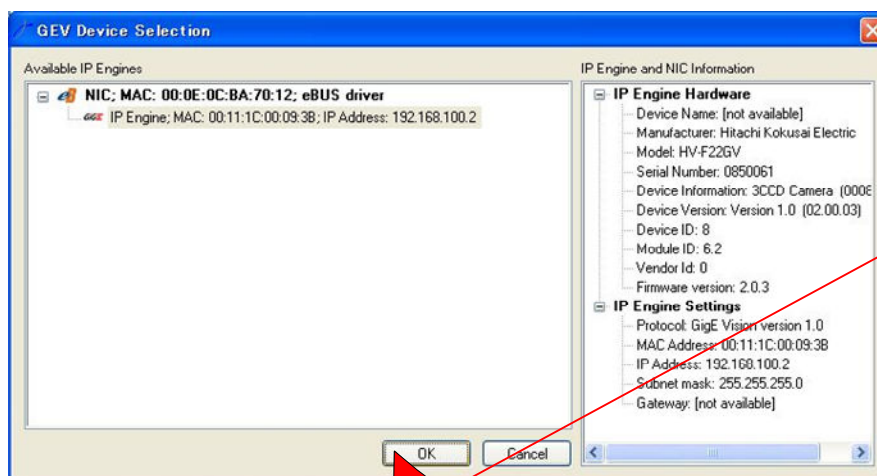 GEV Device Selection
Available IP Engines
NIC; MAC: 00:0E:0C:BA:70:12; eBUS driver
IP Engine; MAC: 00:11:1C:00:09:3B; IP Address: 192.168.100.2
IP Engine and NIC Information
IP Engine Hardware
Device Name: [not available]
Manufacturer: Hitachi Kokusai Electric
Model: HV-F22GV
Serial Number: 0850061
Device Information: 3CCD Camera (0008
Device Version: Version 1.0 (02.00.03)
Device ID: 8
Module ID: 6.2
Vendor Id: 0
Firmware version: 2.0.3
IP Engine Settings
Protocol: GigE Vision version 1.0
MAC Address: 00:11:1C:00:09:3B
IP Address: 192.168.100.2
Subnet mask: 255.255.255.0
Gateway: [not available]
OK
Cancel